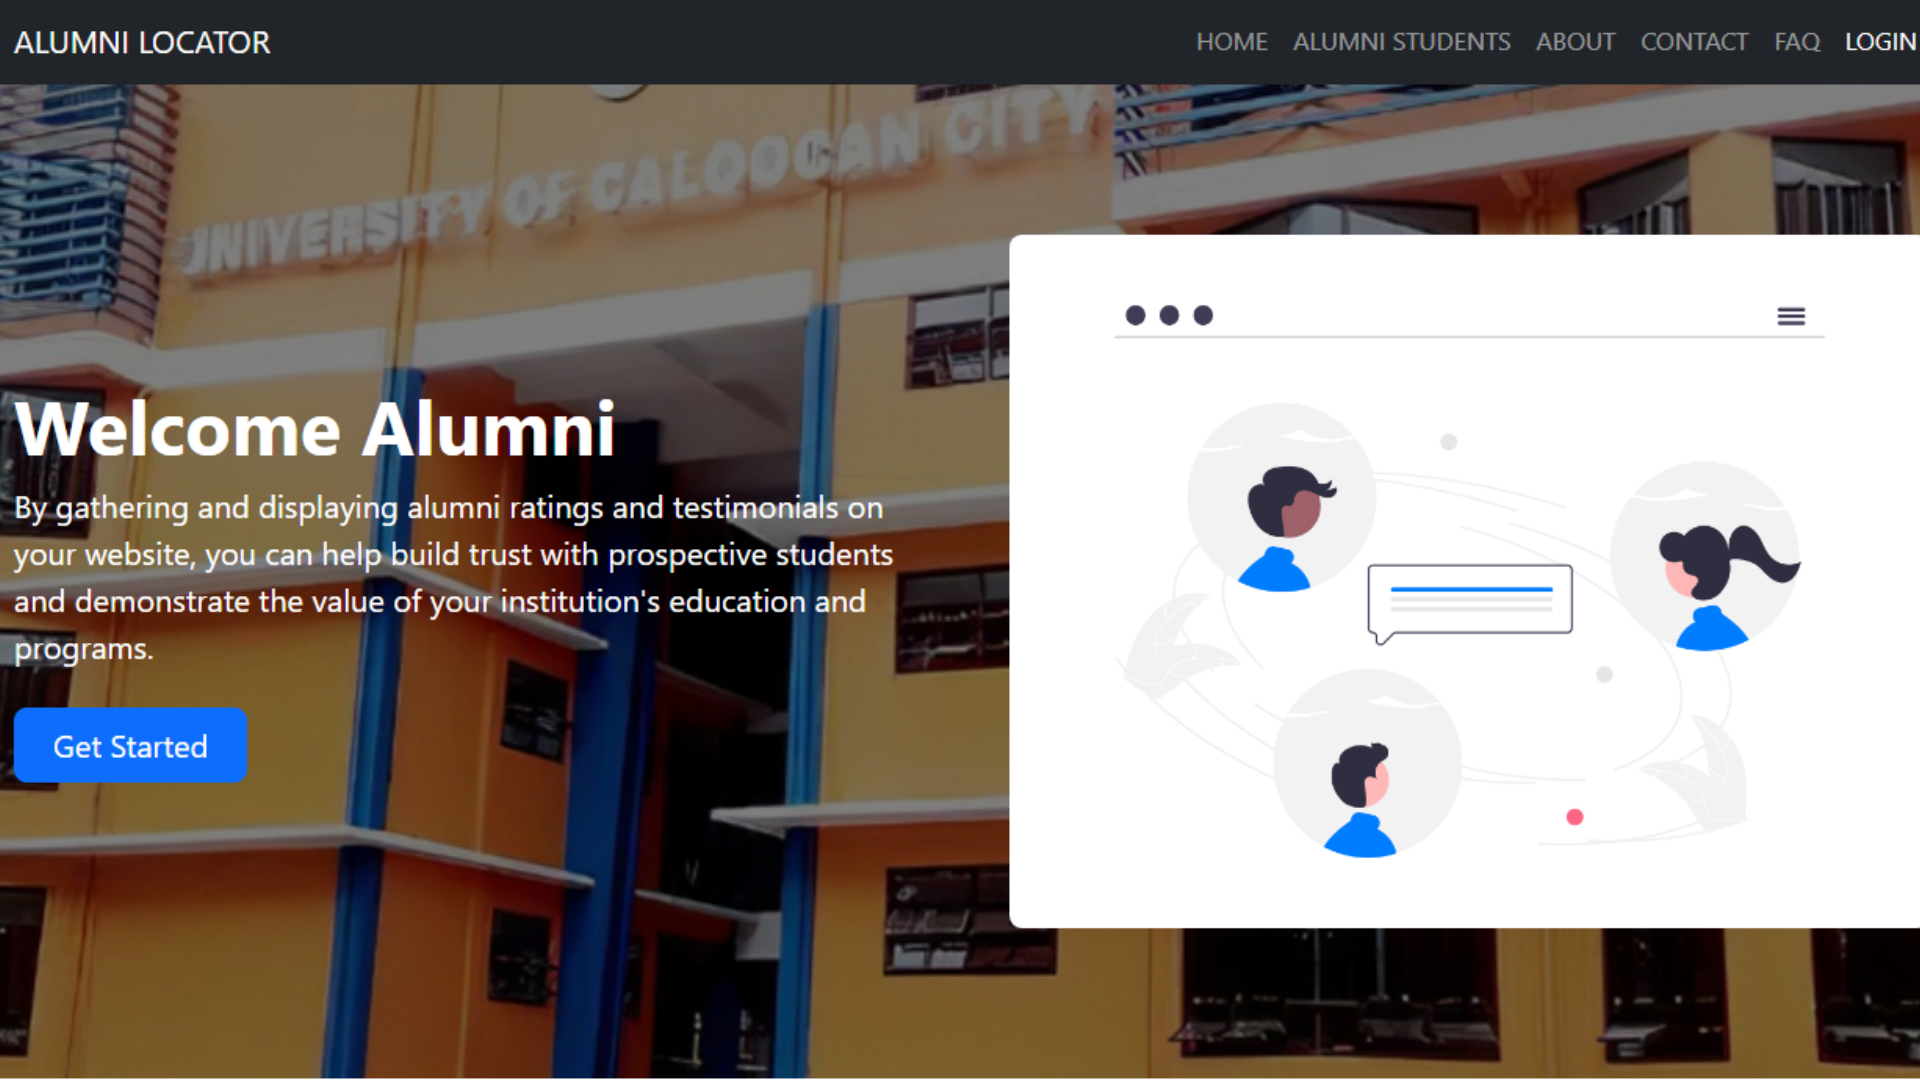 ALUMNI LOCATOR
HOME ALUMNI STUDENTS ABOUT CONTACT FAQ LOGIN
UNIVERSITY OF CALOOCAN CITY
Welcome Alumni
By gathering and displaying alumni ratings and testimonials on
your website, you can help build trust with prospective students
and demonstrate the value of your institution's education and
programs.
Get Started